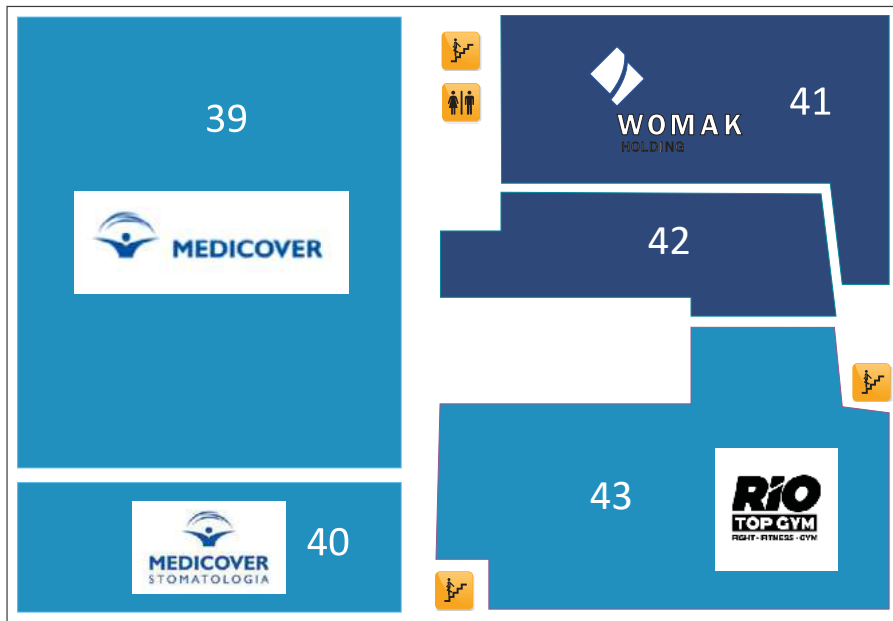 39
MEDICOVER
40
MEDICOVER
STOMATOLOGIA
41
WOMAK
HOLDING
42
43
RIO
TOP GYM
FIGHT - FITNESS - GYM